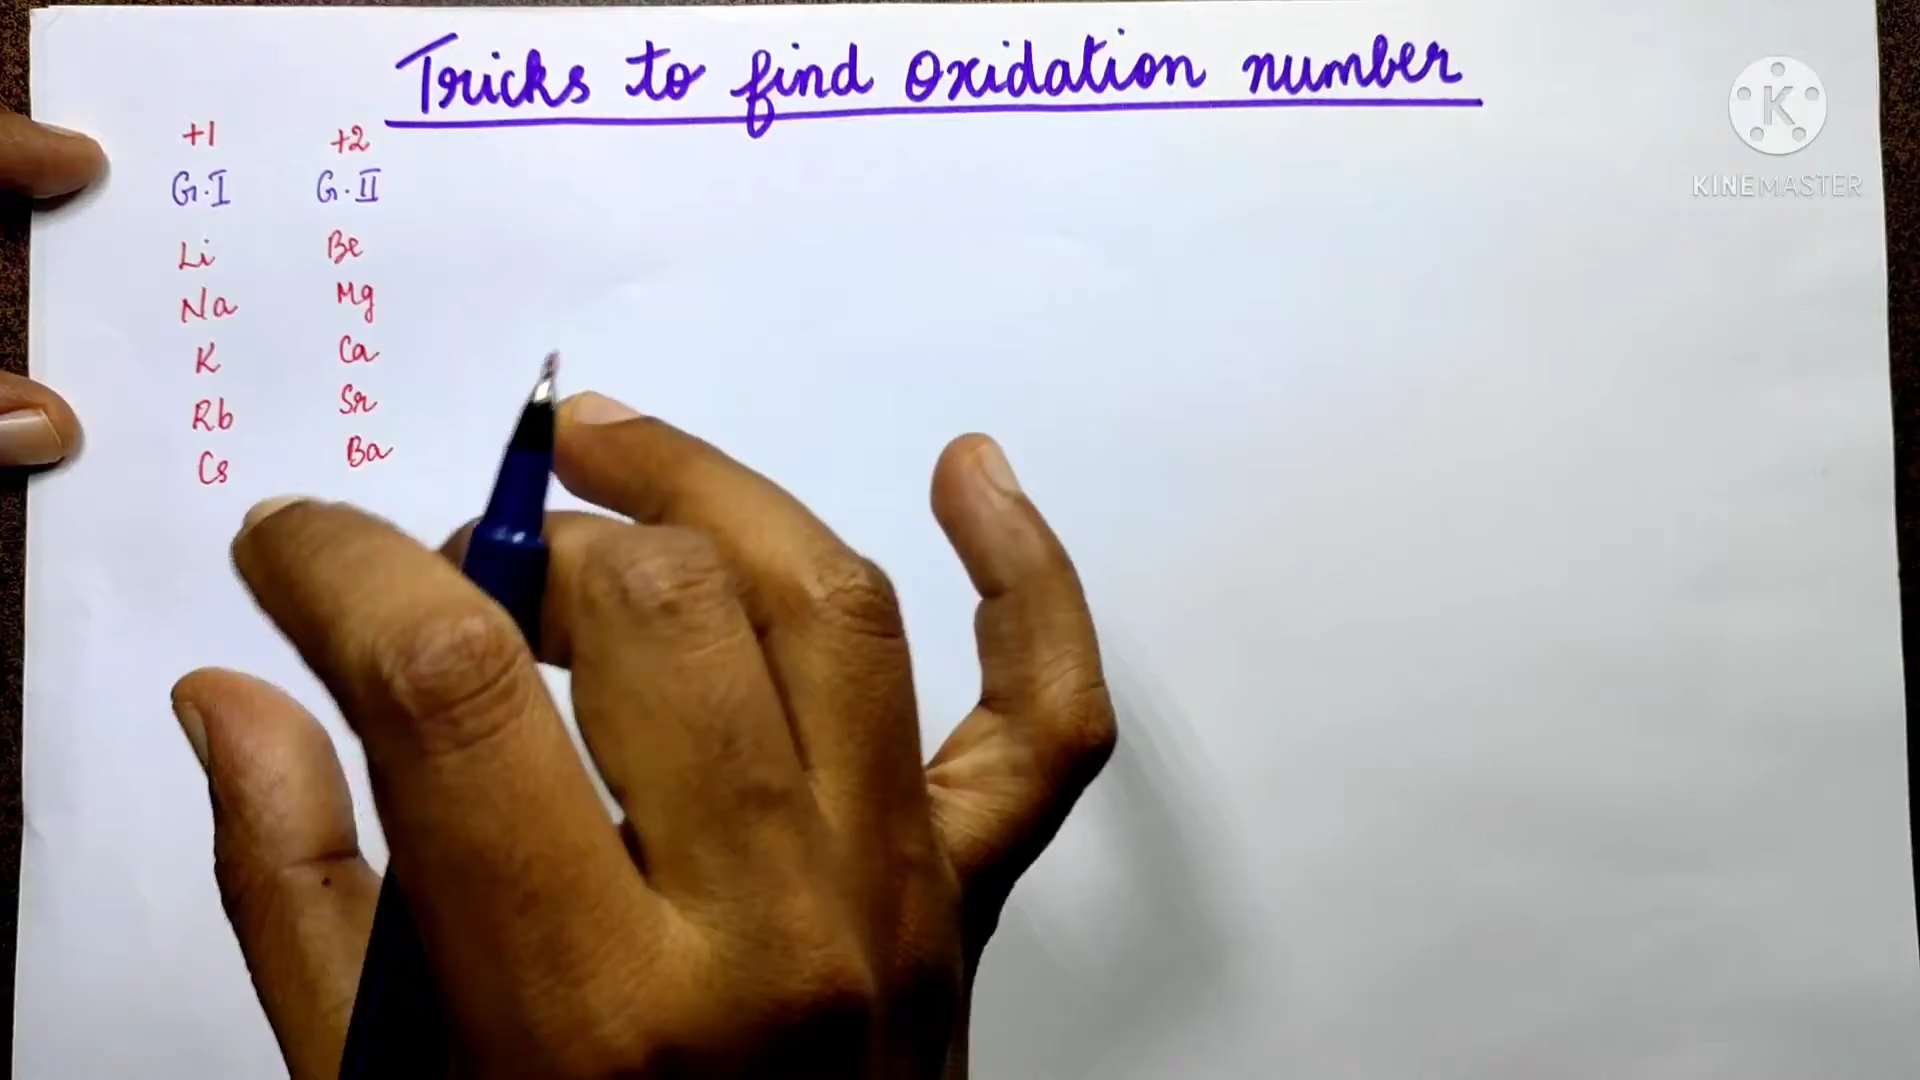 Tricks to find Oxidation number
K
KINEMASTER
+1 +2
G.I G.II
Li Be
Na Mg
K Ca
Rb Sr
Cs Ba